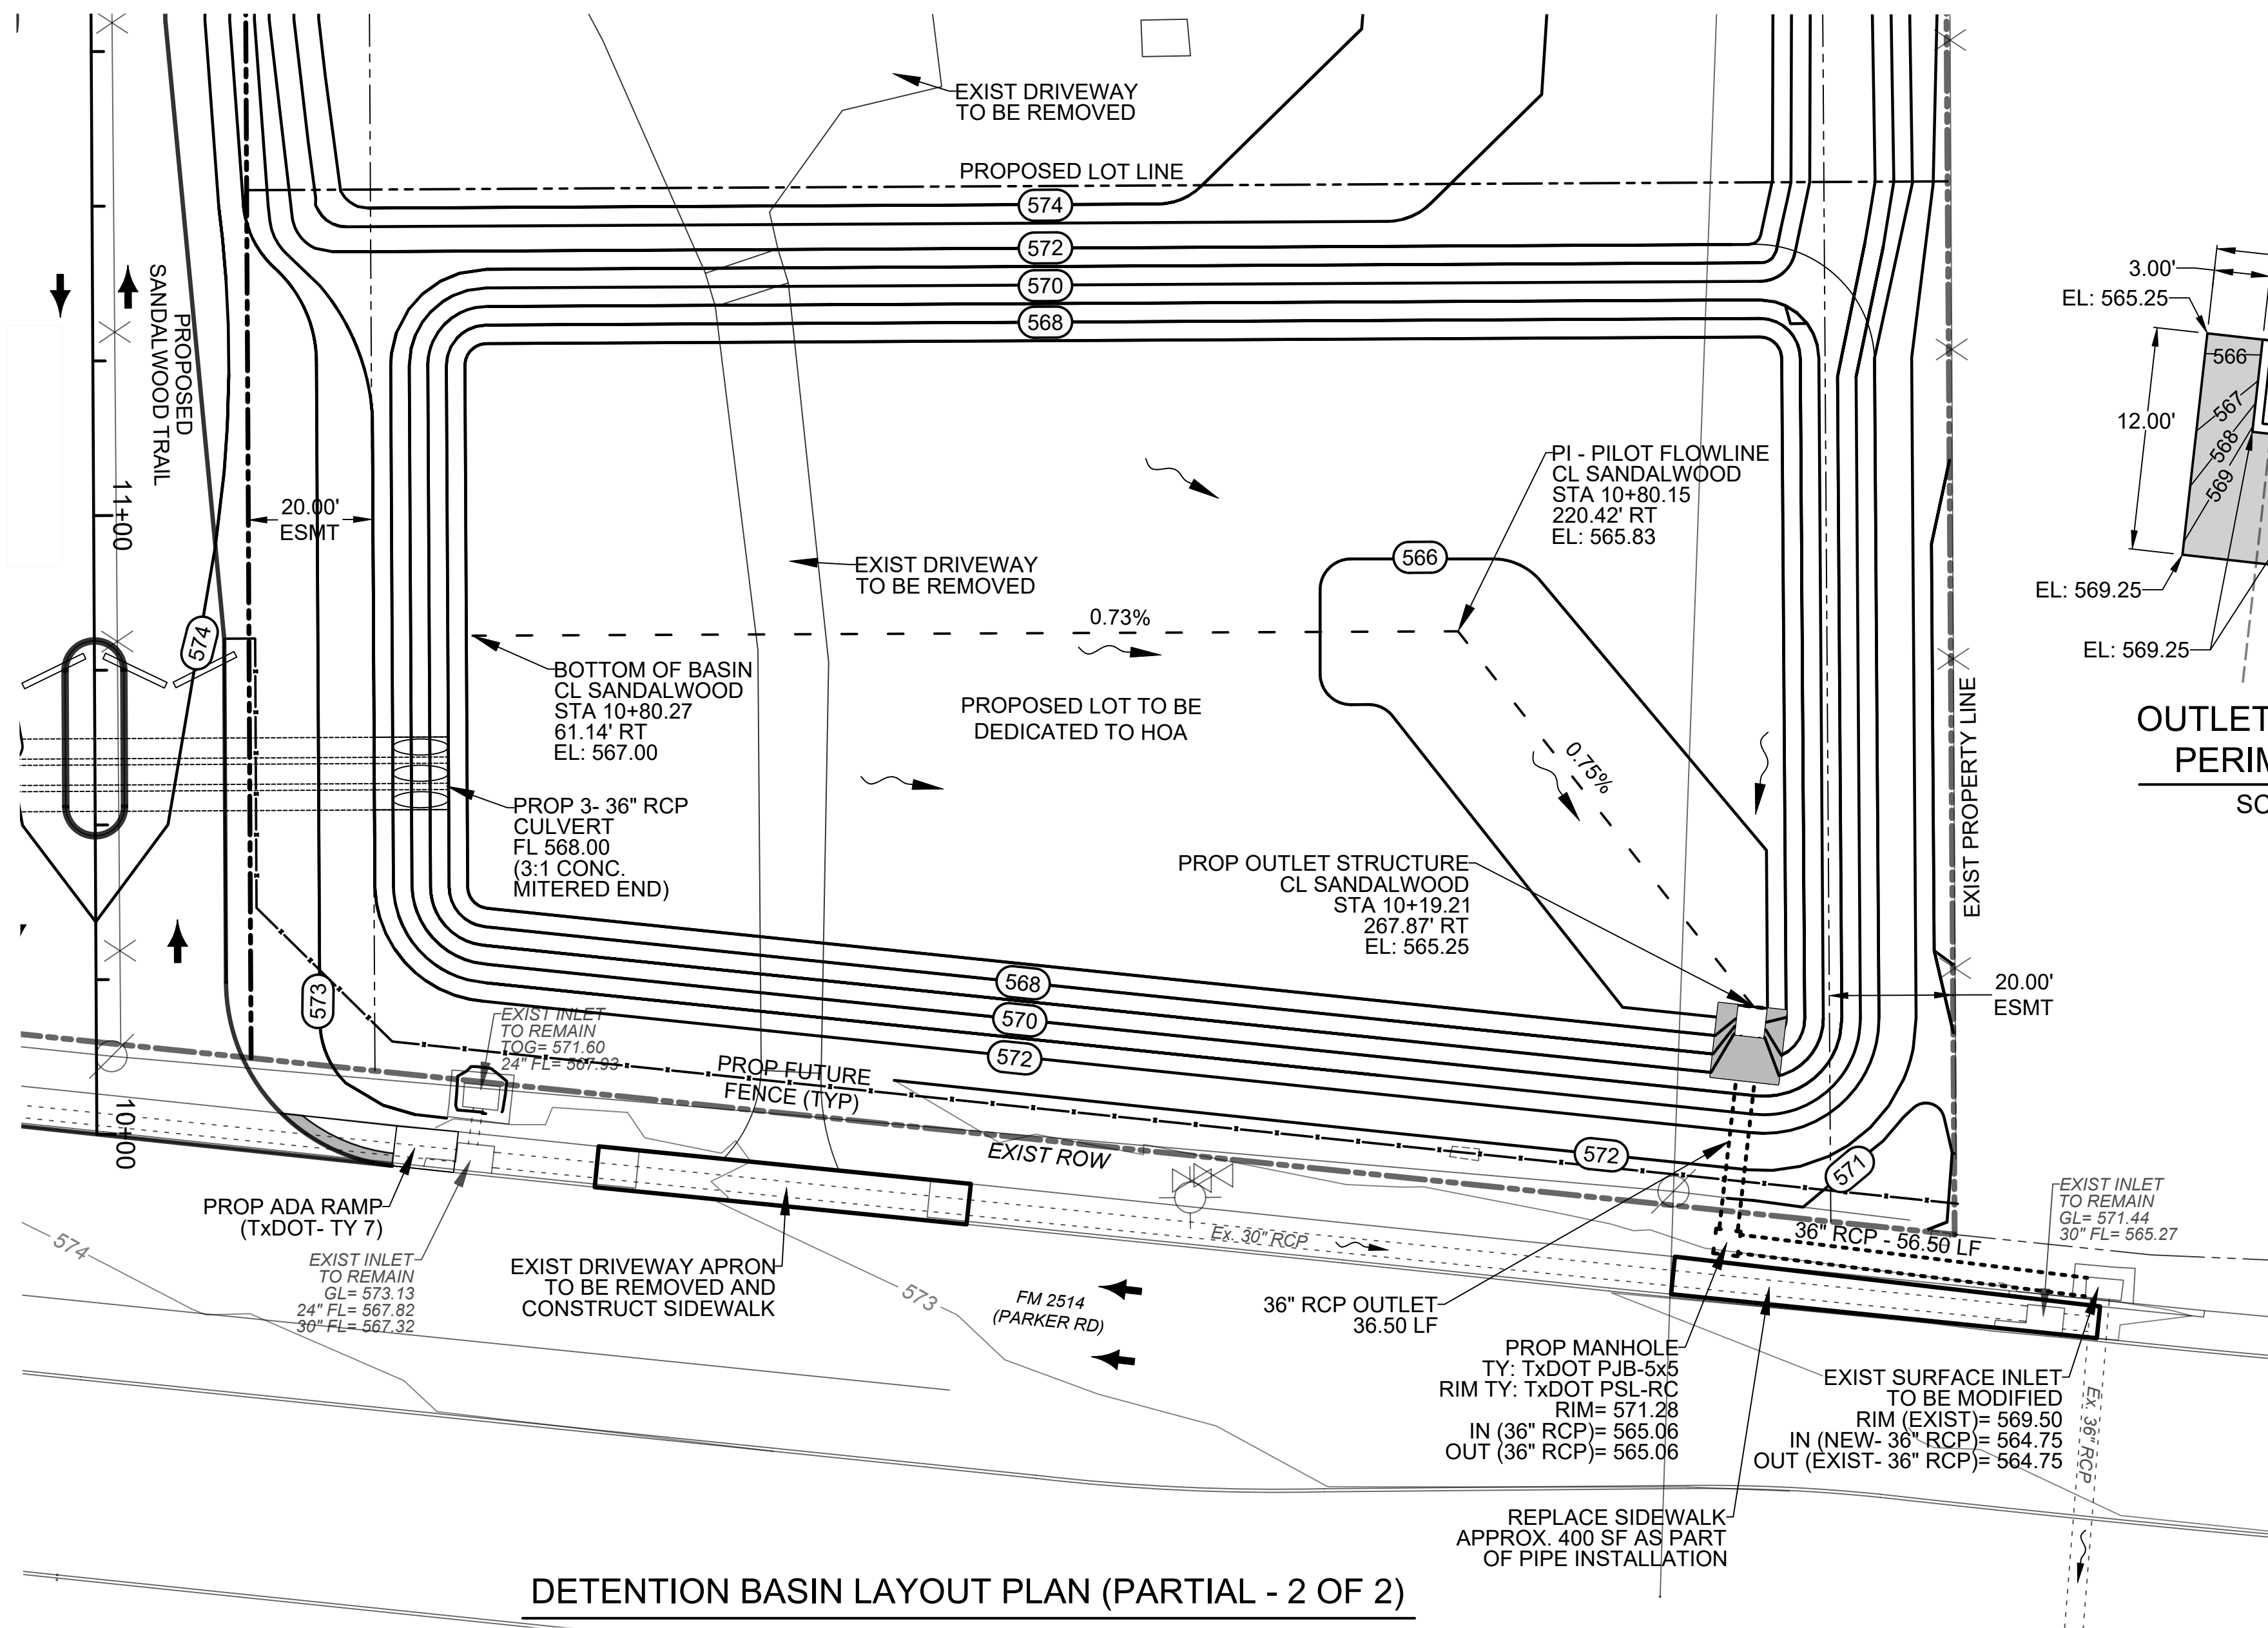 EXIST DRIVEWAY
TO BE REMOVED
PROPOSED LOT LINE
574
572
570
568
PROPOSED
SANDALWOOD TRAIL
11+00
20.00'
ESMT
574
EXIST DRIVEWAY
TO BE REMOVED
0.73%
566
PI - PILOT FLOWLINE
CL SANDALWOOD
STA 10+80.15
220.42' RT
EL: 565.83
BOTTOM OF BASIN
CL SANDALWOOD
STA 10+80.27
61.14' RT
EL: 567.00
PROPOSED LOT TO BE
DEDICATED TO HOA
0.75%
PROP 3- 36" RCP
CULVERT
FL 568.00
(3:1 CONC.
MITERED END)
PROP OUTLET STRUCTURE
CL SANDALWOOD
STA 10+19.21
267.87' RT
EL: 565.25
EXIST PROPERTY LINE
20.00'
ESMT
3.00'
EL: 565.25
566
567
568
569
12.00'
EL: 569.25
EL: 569.25
OUTLET
PERIM
SC
573
568
570
572
EXIST INLET
TO REMAIN
TOG= 571.60
24" FL= 567.93
PROP FUTURE
FENCE (TYP)
EXIST ROW
572
571
10+00
PROP ADA RAMP
(TxDOT- TY 7)
574
EXIST INLET
TO REMAIN
GL= 573.13
24" FL= 567.82
30" FL= 567.32
EXIST DRIVEWAY APRON
TO BE REMOVED AND
CONSTRUCT SIDEWALK
573
FM 2514
(PARKER RD)
Ex. 30" RCP
36" RCP OUTLET
36.50 LF
36" RCP - 56.50 LF
EXIST INLET
TO REMAIN
GL= 571.44
30" FL= 565.27
PROP MANHOLE
TY: TxDOT PJB-5x5
RIM TY: TxDOT PSL-RC
RIM= 571.28
IN (36" RCP)= 565.06
OUT (36" RCP)= 565.06
EXIST SURFACE INLET
TO BE MODIFIED
RIM (EXIST)= 569.50
IN (NEW- 36" RCP)= 564.75
OUT (EXIST- 36" RCP)= 564.75
Ex. 36" RCP
REPLACE SIDEWALK
APPROX. 400 SF AS PART
OF PIPE INSTALLATION
DETENTION BASIN LAYOUT PLAN (PARTIAL - 2 OF 2)